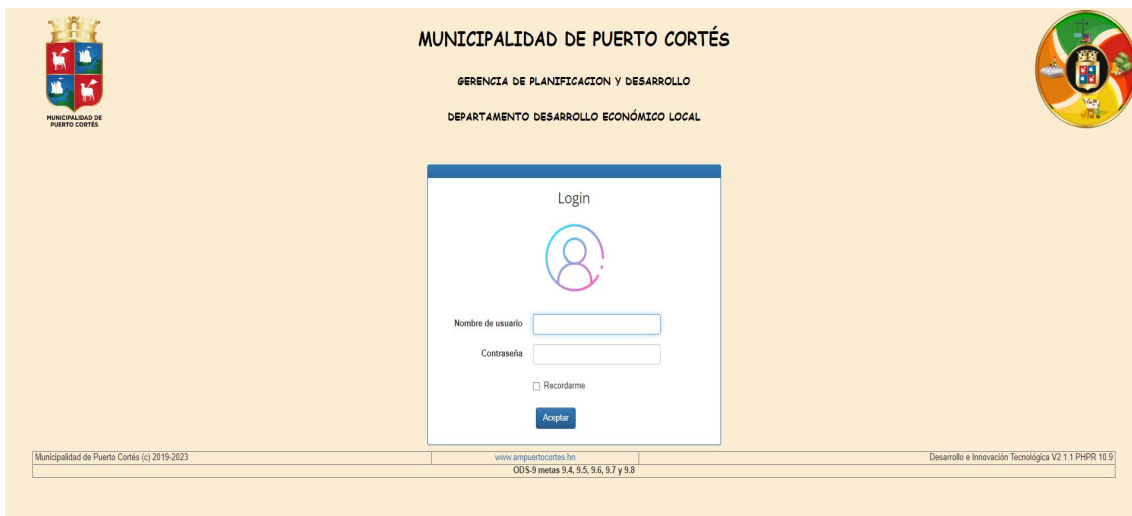 MUNICIPALIDAD DE PUERTO CORTÉS
GERENCIA DE PLANIFICACION Y DESARROLLO
DEPARTAMENTO DESARROLLO ECONÓMICO LOCAL
MUNICIPALIDAD DE
PUERTO CORTÉS
Login
Nombre de usuario
Contraseña
Recordarme
Aceptar
Municipalidad de Puerto Cortés (c) 2019-2023
www.ampuertocortes.hn
Desarrollo e Innovación Tecnológica V2.1.1 PHPR 10.9
ODS-9 metas 9.4, 9.5, 9.6, 9.7 y 9.8